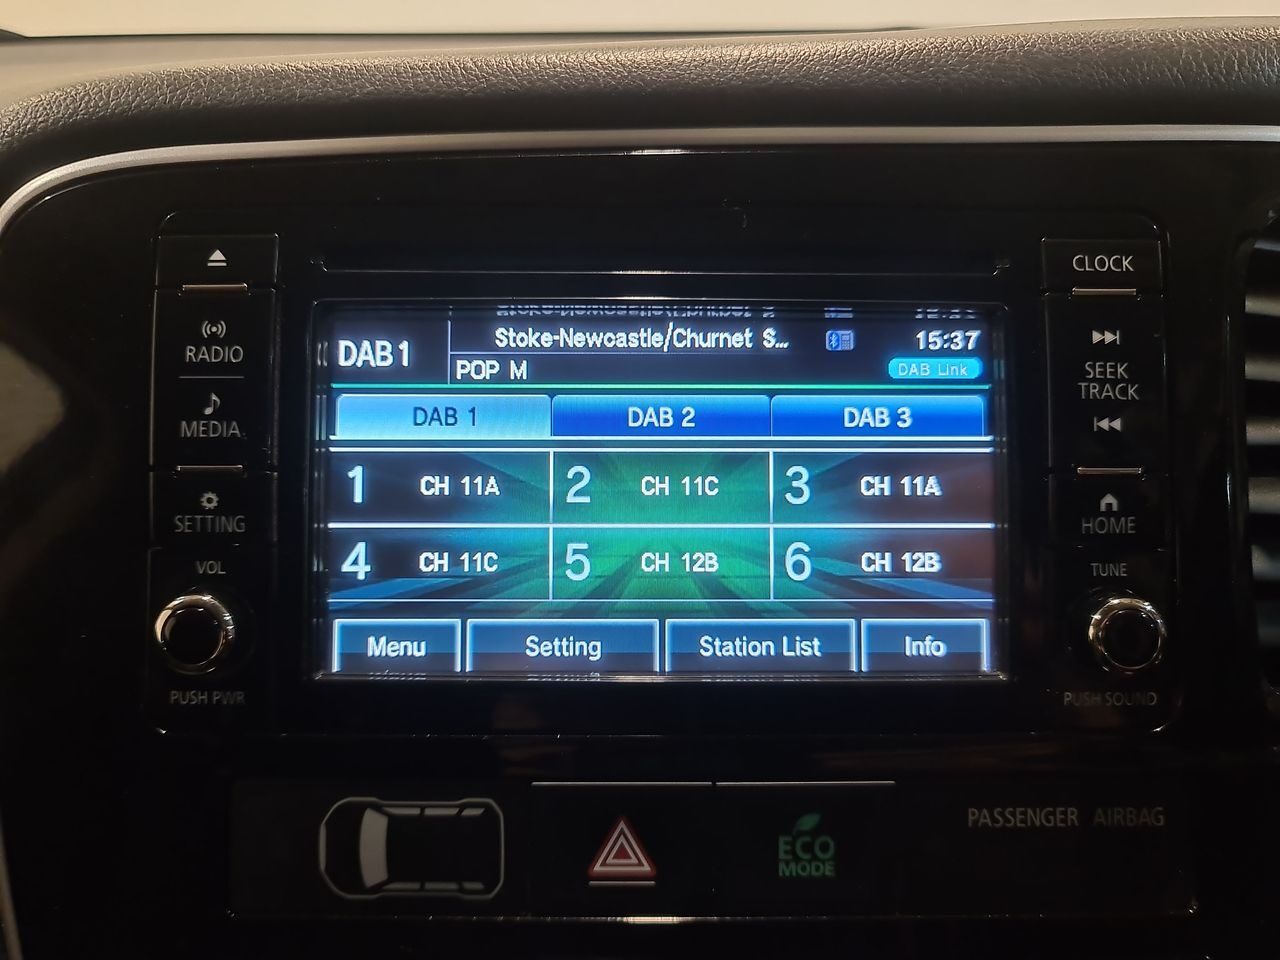 CLOCK
RADIO
MEDIA
SETTING
VOL
PUSH PWR
DAB1
Stoke-Newcastle/Churnet S...
15:37
POP M
DAB Link
DAB 1
DAB 2
DAB 3
1 CH 11A
2 CH 11C
3 CH 11A
4 CH 11C
5 CH 12B
6 CH 12B
Menu
Setting
Station List
Info
SEEK
TRACK
HOME
TUNE
PUSH SOUND
ECO
MODE
PASSENGER AIRBAG